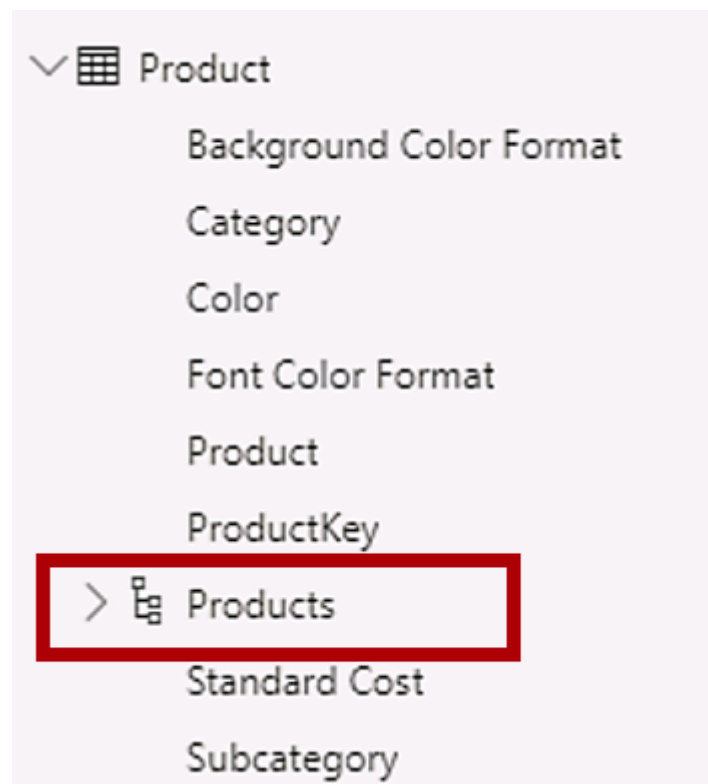 Product
Background Color Format
Category
Color
Font Color Format
Product
ProductKey
Products
Standard Cost
Subcategory